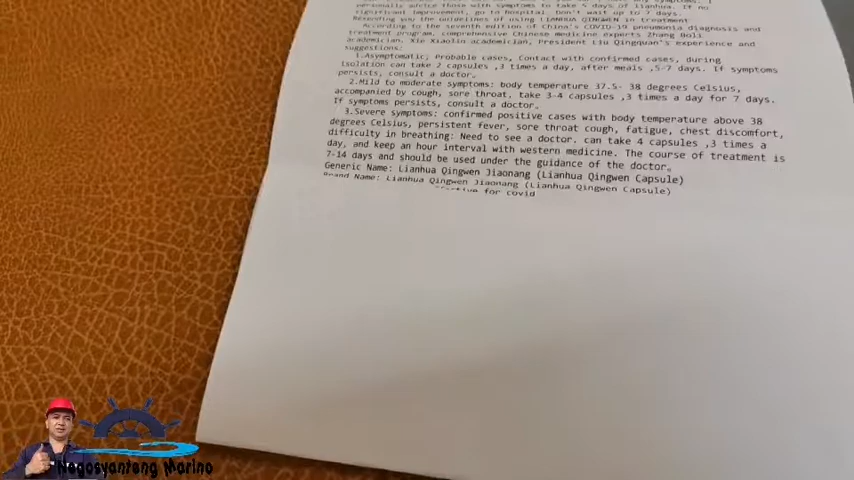 personally advice those with symptoms to take 5 days of lianhua. If no
significant improvement, go to hospital, don't wait up to 7 days.
Resending you the guidelines of using LIANHUA QINGWEN in treatment
According to the seventh edition of China's COVID-19 pneumonia diagnosis and
treatment program, comprehensive Chinese medicine experts Zhang Boli
academician, Xie Xiaolin academician, President Liu Qingquan's experience and
suggestions:
1.Asymptomatic; Probable cases, Contact with confirmed cases, during
isolation can take 2 capsules ,3 times a day, after meals ,5-7 days. If symptoms
persists, consult a doctor.
2.Mild to moderate symptoms: body temperature 37.5- 38 degrees Celsius,
accompanied by cough, sore throat, take 3-4 capsules ,3 times a day for 7 days.
If symptoms persists, consult a doctor.
3.Severe symptoms: confirmed positive cases with body temperature above 38
degrees Celsius, persistent fever, sore throat cough, fatigue, chest discomfort,
difficulty in breathing: Need to see a doctor. can take 4 capsules ,3 times a
day, and keep an hour interval with western medicine. The course of treatment is
7-14 days and should be used under the guidance of the doctor.
Generic Name: Lianhua Qingwen Jiaonang (Lianhua Qingwen Capsule)
Brand Name: Lianhua Qingwen Jiaonang (Lianhua Qingwen Capsule)
for covid
Negosyanteng Marino